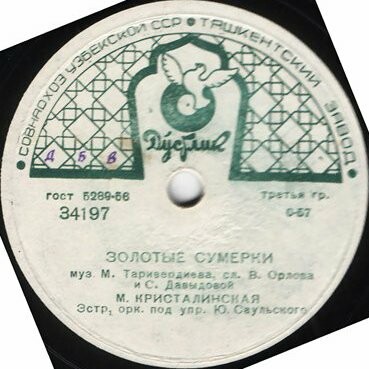 • СОВНАРХОЗ УЗБЕКСКОЙ ССР • ТАШКЕНТСКИЙ ЗАВОД •
Дӯстлик
Д Б В
гост 5289-56
третья гр.
34197
0-57
ЗОЛОТЫЕ СУМЕРКИ
муз. М. Таривердиева, сл. В. Орлова
и С. Давыдовой
М. КРИСТАЛИНСКАЯ
Эстр. орк. под упр. Ю. Саульского